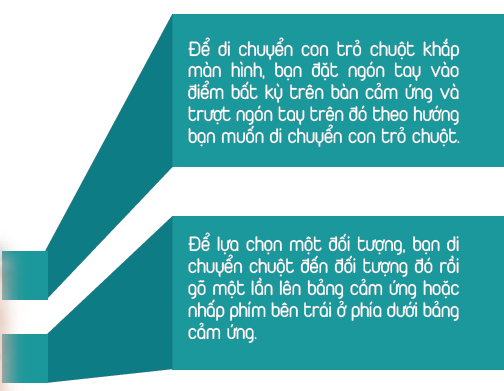 Để di chuyển con trỏ chuột khắp
màn hình, bạn đặt ngón tay vào
điểm bất kỳ trên bàn cảm ứng và
trượt ngón tay trên đó theo hướng
bạn muốn di chuyển con trỏ chuột.
Để lựa chọn một đối tượng, bạn di
chuyển chuột đến đối tượng đó rồi
gõ một lần lên bảng cảm ứng hoặc
nhấp phím bên trái ở phía dưới bảng
cảm ứng.